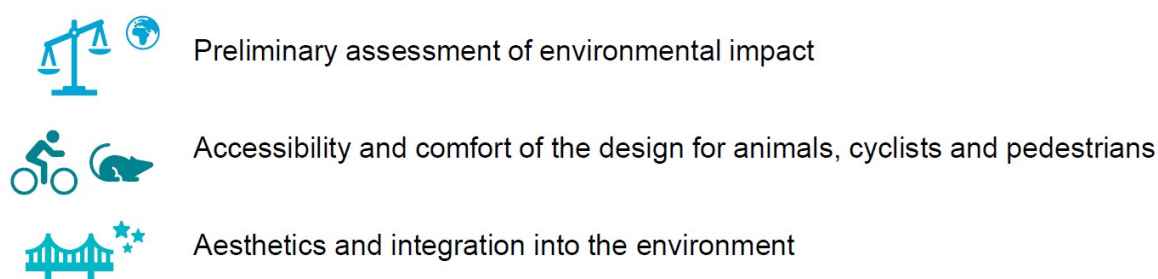 Preliminary assessment of environmental impact
Accessibility and comfort of the design for animals, cyclists and pedestrians
Aesthetics and integration into the environment